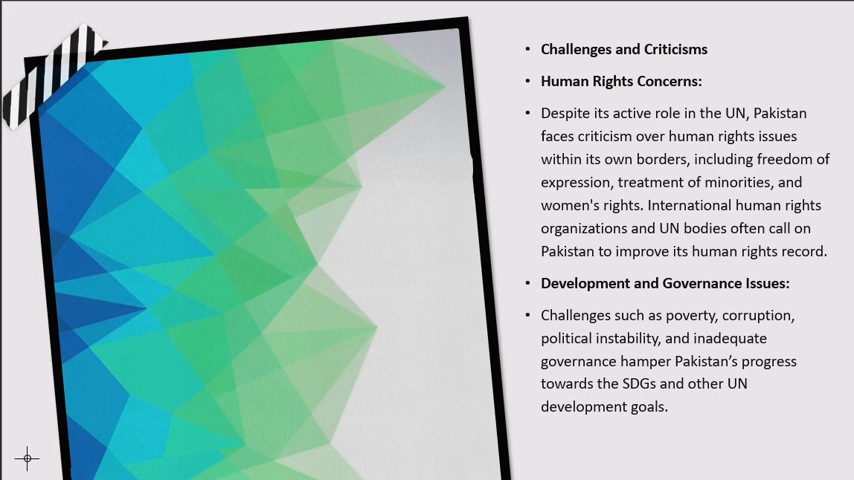 • Challenges and Criticisms
• Human Rights Concerns:
• Despite its active role in the UN, Pakistan
faces criticism over human rights issues
within its own borders, including freedom of
expression, treatment of minorities, and
women's rights. International human rights
organizations and UN bodies often call on
Pakistan to improve its human rights record.
• Development and Governance Issues:
• Challenges such as poverty, corruption,
political instability, and inadequate
governance hamper Pakistan’s progress
towards the SDGs and other UN
development goals.